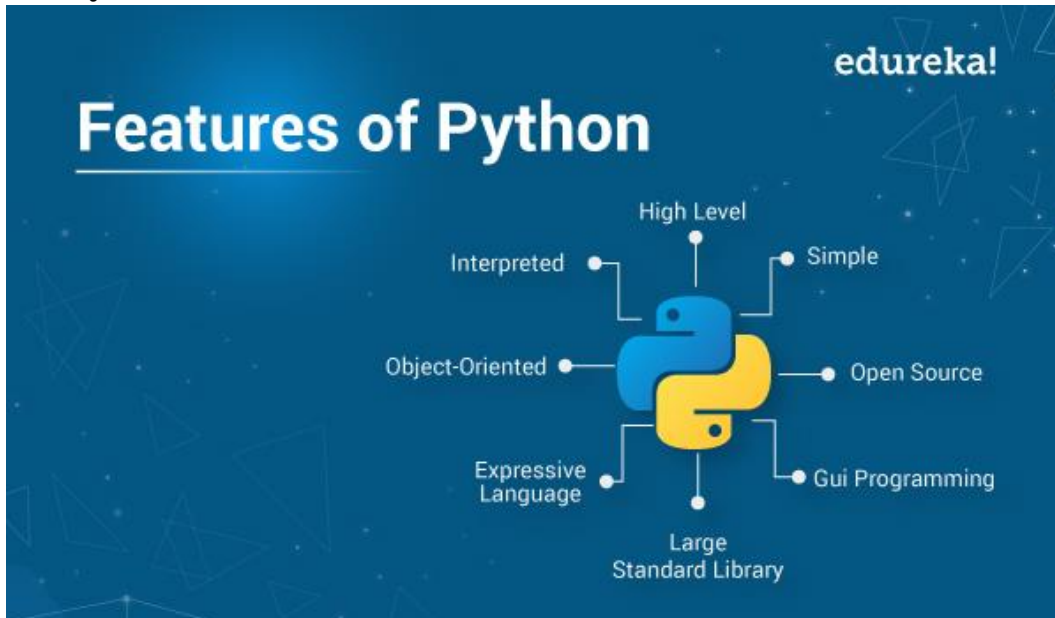 edureka!
Features of Python
High Level
Interpreted
Simple
Object-Oriented
Open Source
Expressive
Language
Gui Programming
Large
Standard Library